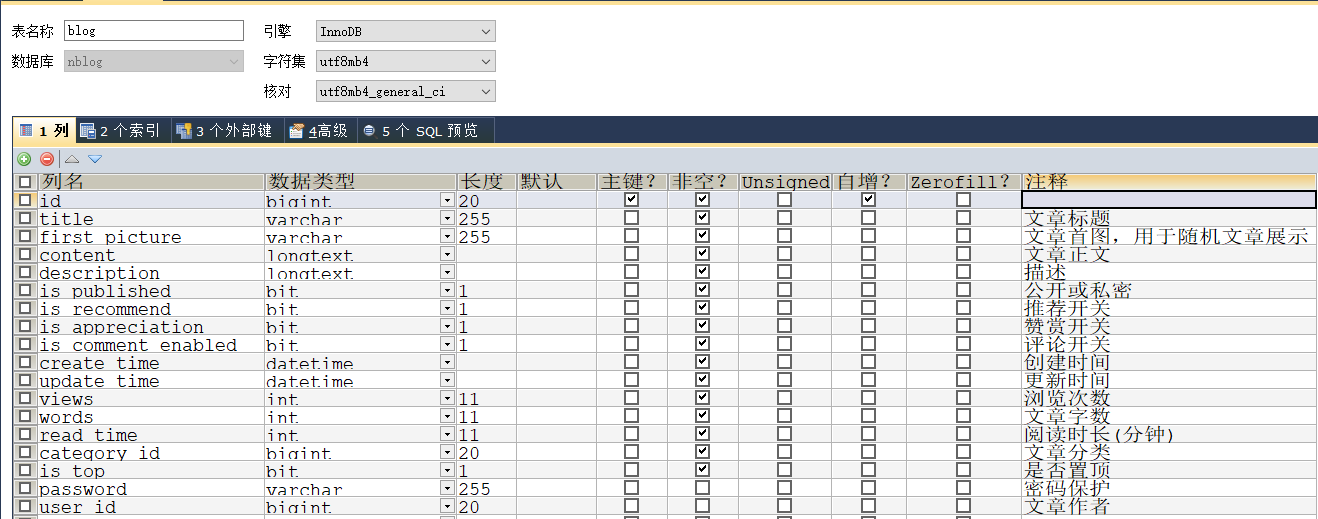 表名称 blog 引擎 InnoDB
数据库 nblog 字符集 utf8mb4
核对 utf8mb4_general_ci
1 列 2 个索引 3 个外部键 4高级 5 个 SQL 预览
列名 数据类型 长度 默认 主键? 非空? Unsigned 自增? Zerofill? 注释
id bigint 20
title varchar 255 文章标题
first_picture varchar 255 文章首图，用于随机文章展示
content longtext 文章正文
description longtext 描述
is_published bit 1 公开或私密
is_recommend bit 1 推荐开关
is_appreciation bit 1 赞赏开关
is_comment_enabled bit 1 评论开关
create_time datetime 创建时间
update_time datetime 更新时间
views int 11 浏览次数
words int 11 文章字数
read_time int 11 阅读时长(分钟)
category_id bigint 20 文章分类
is_top bit 1 是否置顶
password varchar 255 密码保护
user_id bigint 20 文章作者